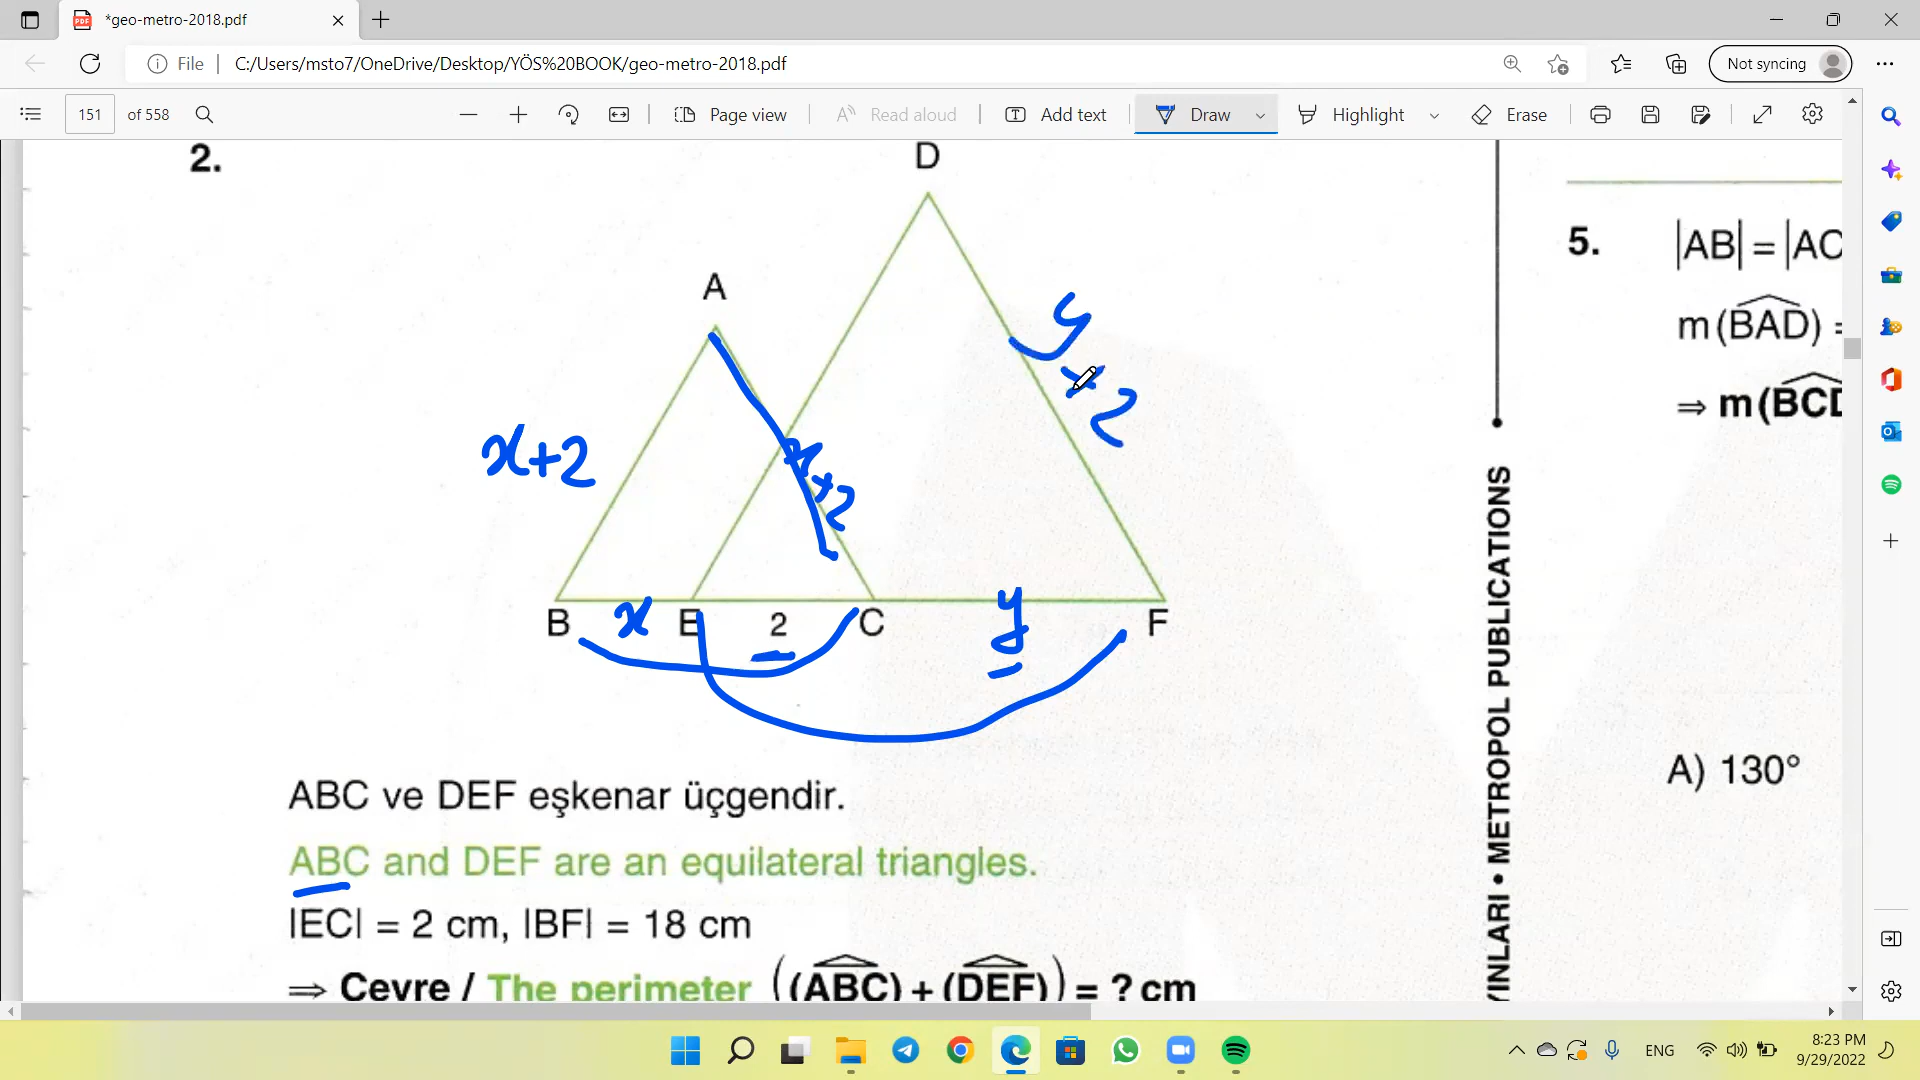 *geo-metro-2018.pdf
File
C:/Users/msto7/OneDrive/Desktop/YÖS%20BOOK/geo-metro-2018.pdf
Not syncing
151 of 558
Page view
Read aloud
Add text
Draw
Highlight
Erase
2.
D
A
y+2
x+2
x+2
B x E 2 C y F
ABC ve DEF eşkenar üçgendir.
ABC and DEF are an equilateral triangles.
|EC| = 2 cm, |BF| = 18 cm
⇒ Çevre / The perimeter ((ABC) + (DEF)) = ? cm
YINLARI • METROPOL PUBLICATIONS
5.
|AB| = |AC
m(BAD) =
⇒ m(BCD
A) 130°
ENG
8:23 PM
9/29/2022